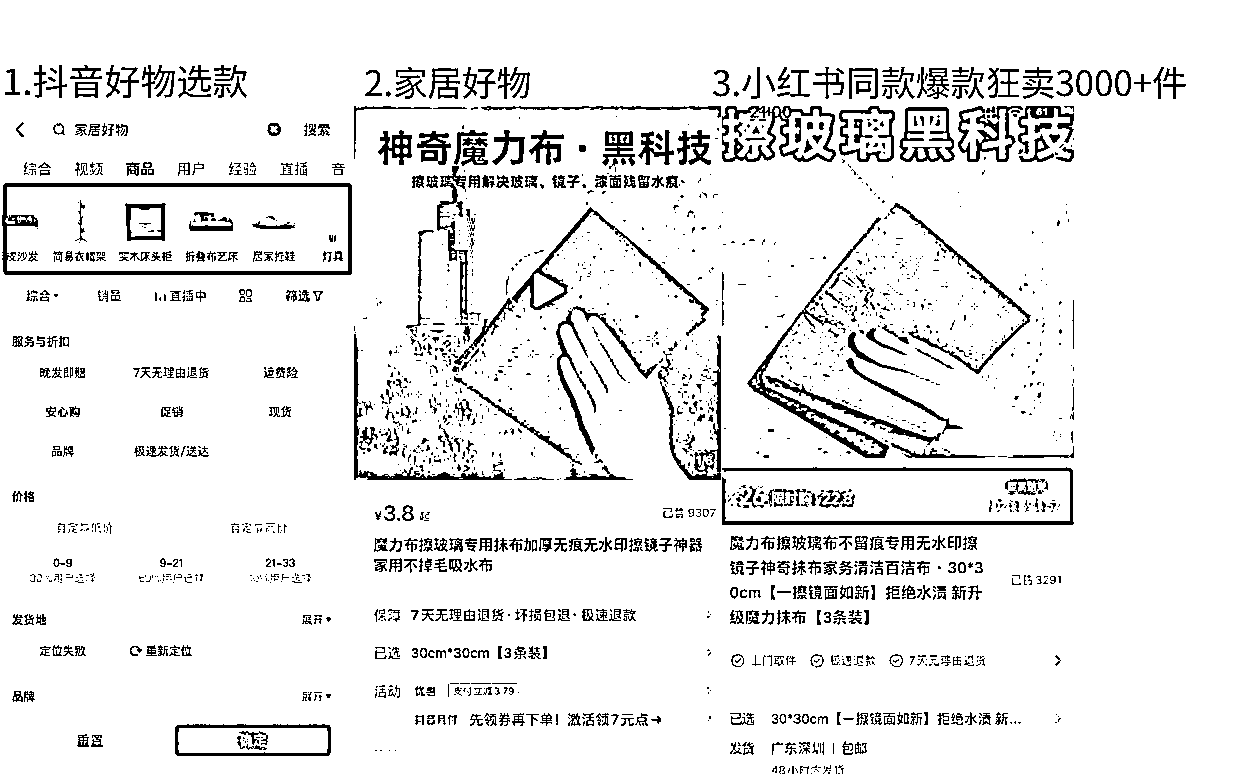 1.抖音好物选款
家居好物
搜索
综合
视频
商品
用户
经验
直播
音
沙发
简易衣帽架
实木床头柜
折叠布艺床
居家拖鞋
灯具
综合
销量
直播中
筛选
服务与折扣
晚发即赔
7天无理由退货
运费险
安心购
促销
现货
品牌
极速发货/送达
价格
自定最低价
自定最高价
0-9
9-21
21-33
发货地
展开
定位失败
重新定位
品牌
展开
重置
确定
2.家居好物
神奇魔力布·黑科技
擦玻璃专用解决玻璃、镜子、漆面残留水痕
¥3.8 起
已售 9307
魔力布擦玻璃专用抹布加厚无痕无水印擦镜子神器
家用不掉毛吸水布
保障 7天无理由退货·坏损包退·极速退款
已选 30cm*30cm【3条装】
活动 优惠 支付立减3.79
抖音月付 先领券再下单！激活领7元点→
3.小红书同款爆款狂卖3000+件
擦玻璃黑科技
魔力布擦玻璃布不留痕专用无水印擦
镜子神奇抹布家务清洁百洁布·30*3
0cm【一擦镜面如新】拒绝水渍 新升
级魔力抹布【3条装】
已售 3291
上门取件
极速退款
7天无理由退货
已选 30*30cm【一擦镜面如新】拒绝水渍 新...
发货 广东深圳 | 包邮
48小时内发货